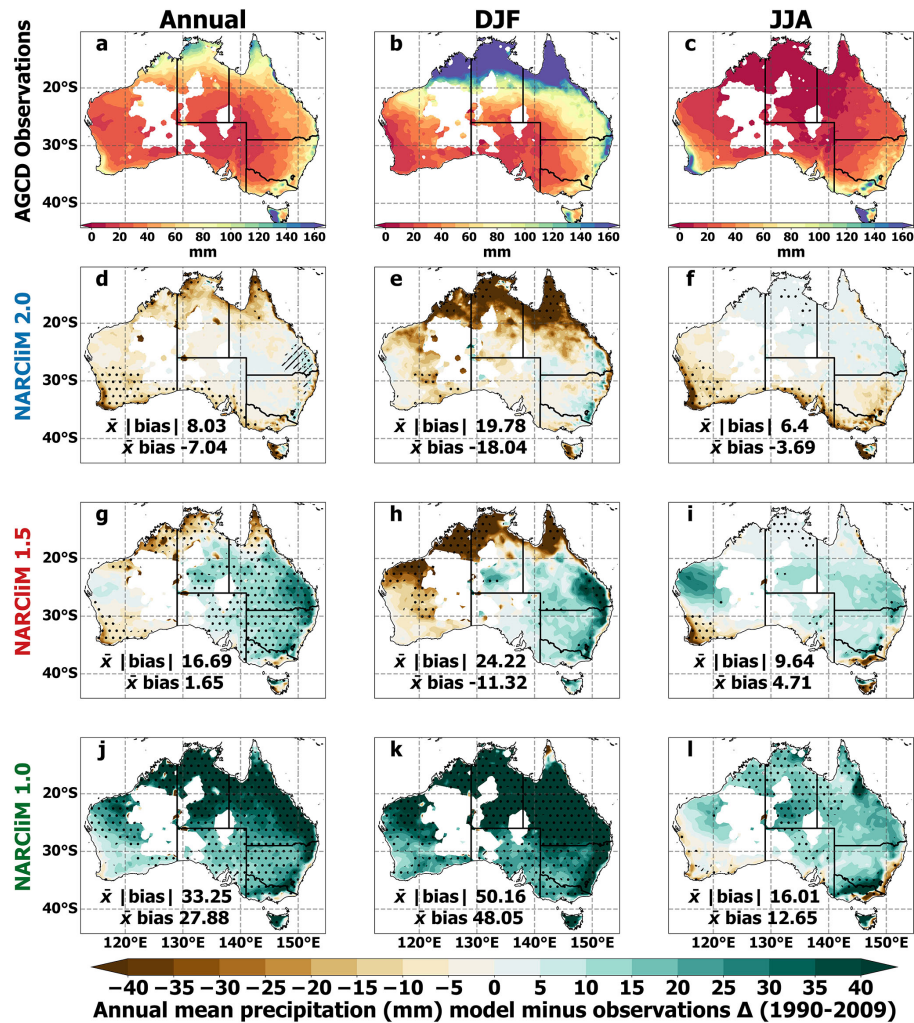 Annual DJF JJA
AGCD Observations
a b c
20°S
30°S
40°S
0 20 40 60 80 100 120 140 160 0 20 40 60 80 100 120 140 160 0 20 40 60 80 100 120 140 160
mm mm mm
NARCliM 2.0
d e f
20°S
30°S
40°S
x̄ |bias| 8.03 x̄ |bias| 19.78 x̄ |bias| 6.4
x̄ bias -7.04 x̄ bias -18.04 x̄ bias -3.69
NARCliM 1.5
g h i
20°S
30°S
40°S
x̄ |bias| 16.69 x̄ |bias| 24.22 x̄ |bias| 9.64
x̄ bias 1.65 x̄ bias -11.32 x̄ bias 4.71
NARCliM 1.0
j k l
20°S
30°S
40°S
x̄ |bias| 33.25 x̄ |bias| 50.16 x̄ |bias| 16.01
x̄ bias 27.88 x̄ bias 48.05 x̄ bias 12.65
120°E 130°E 140°E 150°E 120°E 130°E 140°E 150°E 120°E 130°E 140°E 150°E
−40 −35 −30 −25 −20 −15 −10 −5 0 5 10 15 20 25 30 35 40
Annual mean precipitation (mm) model minus observations Δ (1990-2009)